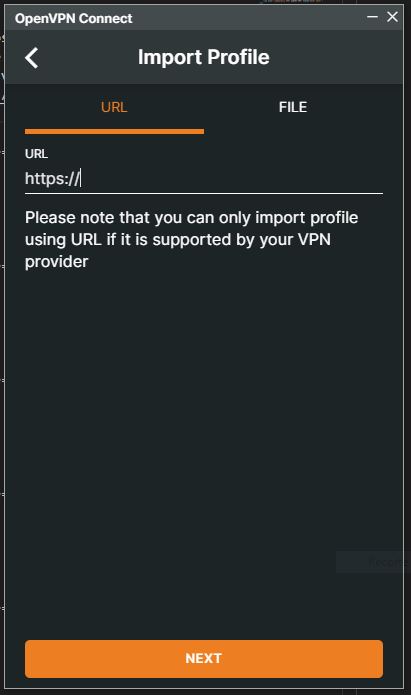 OpenVPN Connect
Import Profile
URL
FILE
URL
https://
Please note that you can only import profile
using URL if it is supported by your VPN
provider
NEXT